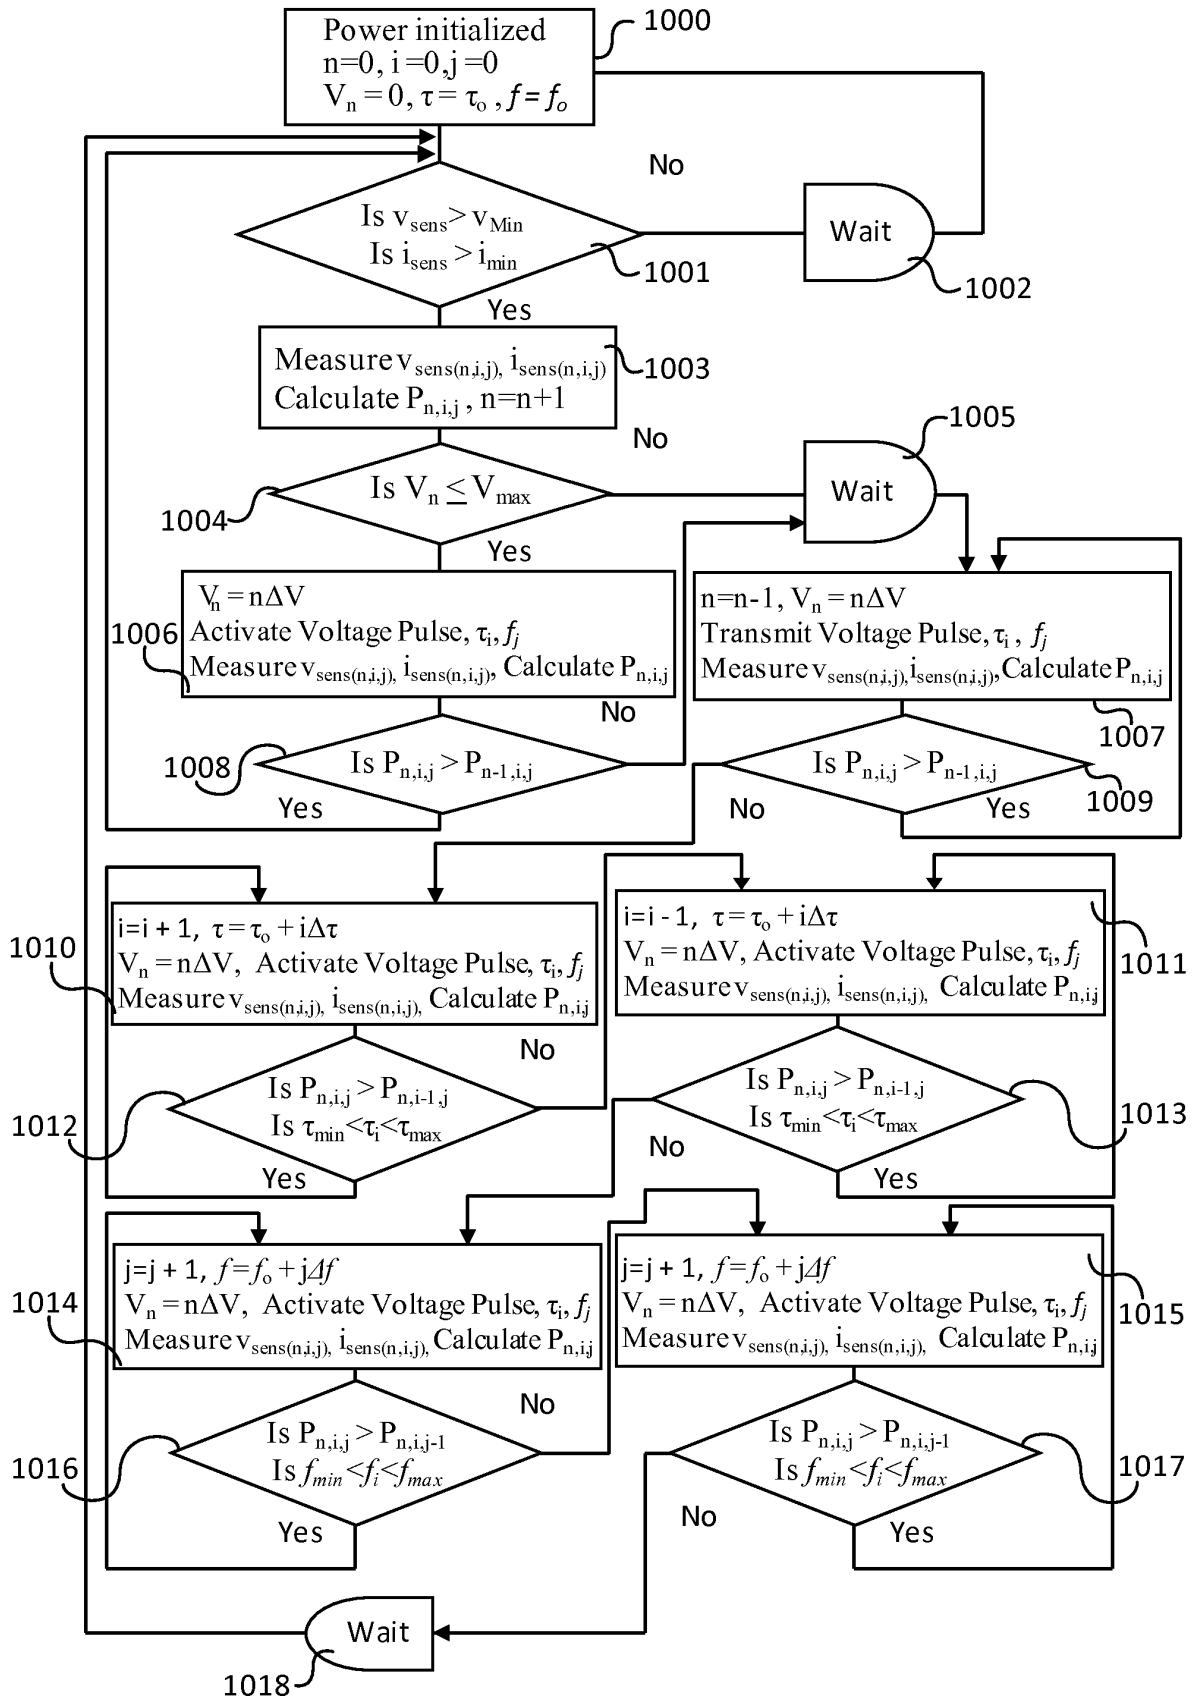 Power initialized
n=0, i=0,j=0
Vn = 0, τ = τo , f = fo
1000
No
Is vsens > vMin
Is isens > imin
1001
Wait
1002
Yes
Measure vsens(n,i,j), isens(n,i,j)
Calculate Pn,i,j , n=n+1
1003
No
Is Vn ≤ Vmax
1004
Wait
1005
Yes
Vn = nΔV
Activate Voltage Pulse, τi, fj
Measure vsens(n,i,j), isens(n,i,j), Calculate Pn,i,j
1006
n=n-1, Vn = nΔV
Transmit Voltage Pulse, τi , fj
Measure vsens(n,i,j), isens(n,i,j), Calculate Pn,i,j
1007
No
Is Pn,i,j > Pn-1,i,j
1008
Yes
Is Pn,i,j > Pn-1,i,j
1009
No
Yes
i=i + 1, τ = τo + iΔτ
Vn = nΔV, Activate Voltage Pulse, τi, fj
Measure vsens(n,i,j), isens(n,i,j), Calculate Pn,i,j
1010
i=i - 1, τ = τo + iΔτ
Vn = nΔV, Activate Voltage Pulse, τi, fj
Measure vsens(n,i,j), isens(n,i,j), Calculate Pn,i,j
1011
No
Is Pn,i,j > Pn,i-1,j
Is τmin<τi<τmax
1012
Yes
Is Pn,i,j > Pn,i-1,j
Is τmin<τi<τmax
1013
No
Yes
j=j + 1, f = fo + jΔf
Vn = nΔV, Activate Voltage Pulse, τi, fj
Measure vsens(n,i,j), isens(n,i,j), Calculate Pn,i,j
1014
j=j + 1, f = fo + jΔf
Vn = nΔV, Activate Voltage Pulse, τi, fj
Measure vsens(n,i,j), isens(n,i,j), Calculate Pn,i,j
1015
No
Is Pn,i,j > Pn,i,j-1
Is fmin <fi<fmax
1016
Yes
Is Pn,i,j > Pn,i,j-1
Is fmin <fi<fmax
1017
No
Yes
Wait
1018